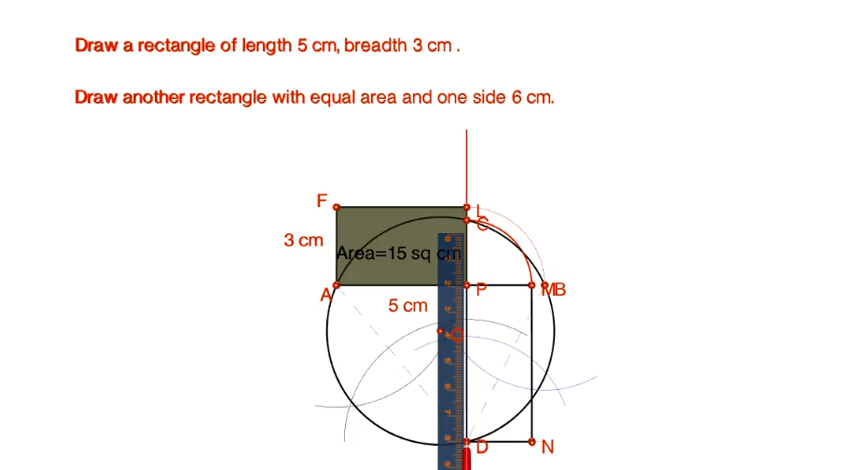 Draw a rectangle of length 5 cm, breadth 3 cm .
Draw another rectangle with equal area and one side 6 cm.
F
L
C
3 cm
Area=15 sq cm
A
P
M
B
5 cm
D
N